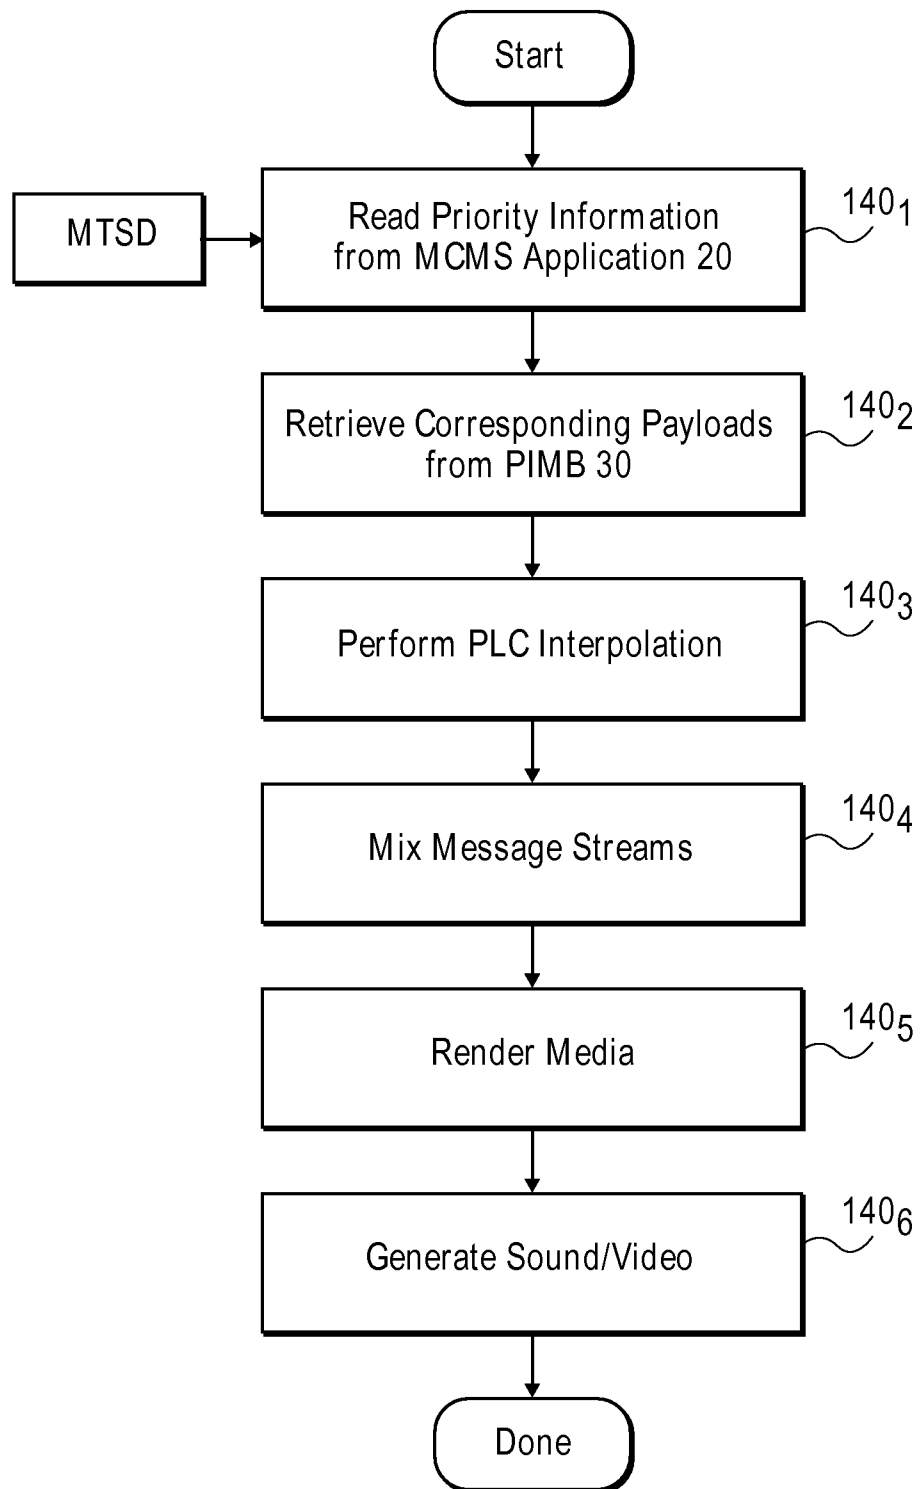 Start
MTSD
Read Priority Information
from MCMS Application 20
140₁
Retrieve Corresponding Payloads
from PIMB 30
140₂
Perform PLC Interpolation
140₃
Mix Message Streams
140₄
Render Media
140₅
Generate Sound/Video
140₆
Done